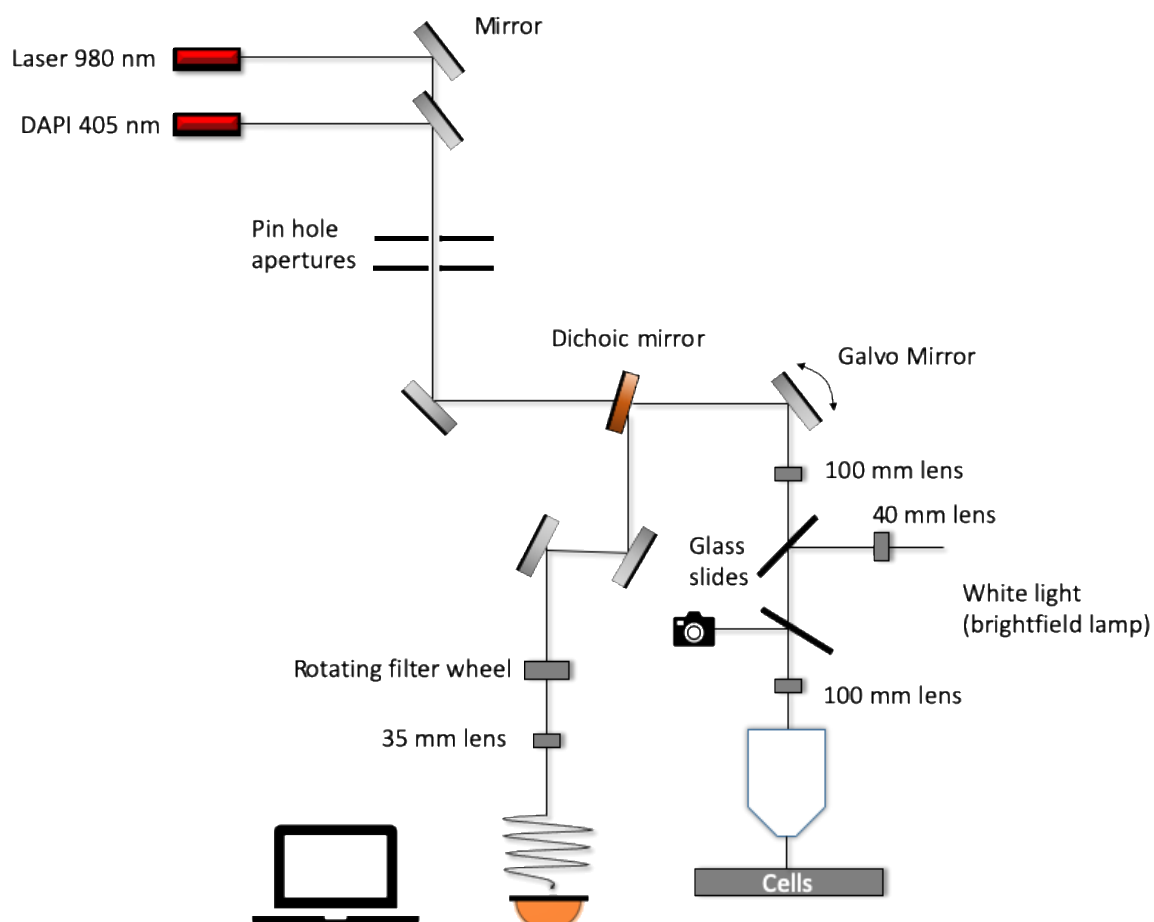 Mirror
Laser 980 nm
DAPI 405 nm
Pin hole
apertures
Dichoic mirror
Galvo Mirror
100 mm lens
40 mm lens
Glass
slides
White light
(brightfield lamp)
Rotating filter wheel
100 mm lens
35 mm lens
Cells